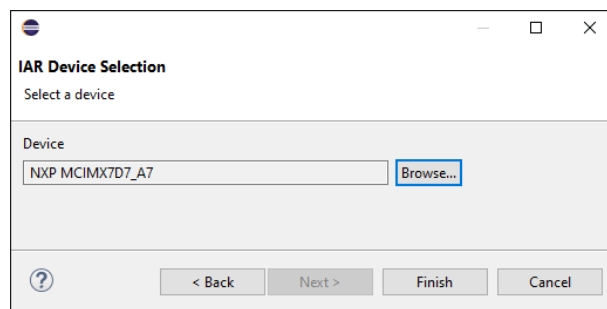 IAR Device Selection
Select a device
Device
NXP MCIMX7D7_A7
Browse...
?
< Back
Next >
Finish
Cancel